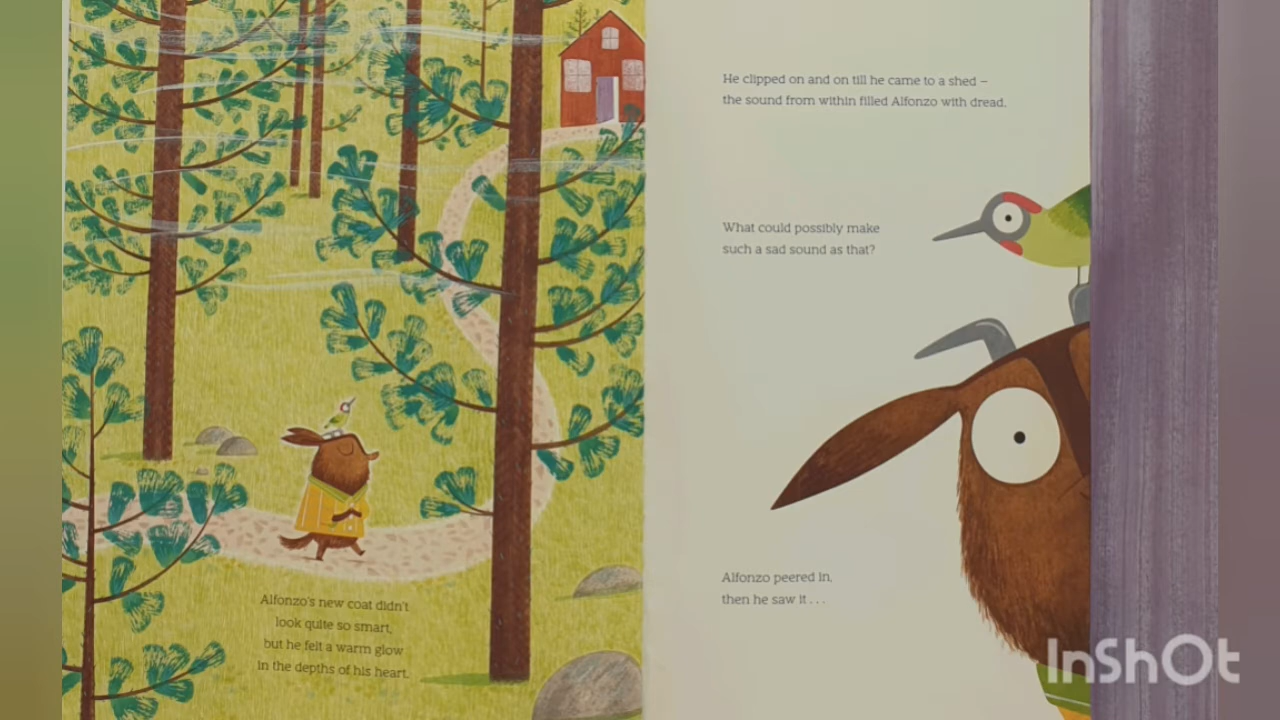 Alfonzo's new coat didn't
look quite so smart,
but he felt a warm glow
in the depths of his heart.
He clipped on and on till he came to a shed –
the sound from within filled Alfonzo with dread.
What could possibly make
such a sad sound as that?
Alfonzo peered in,
then he saw it . . .
InShOt